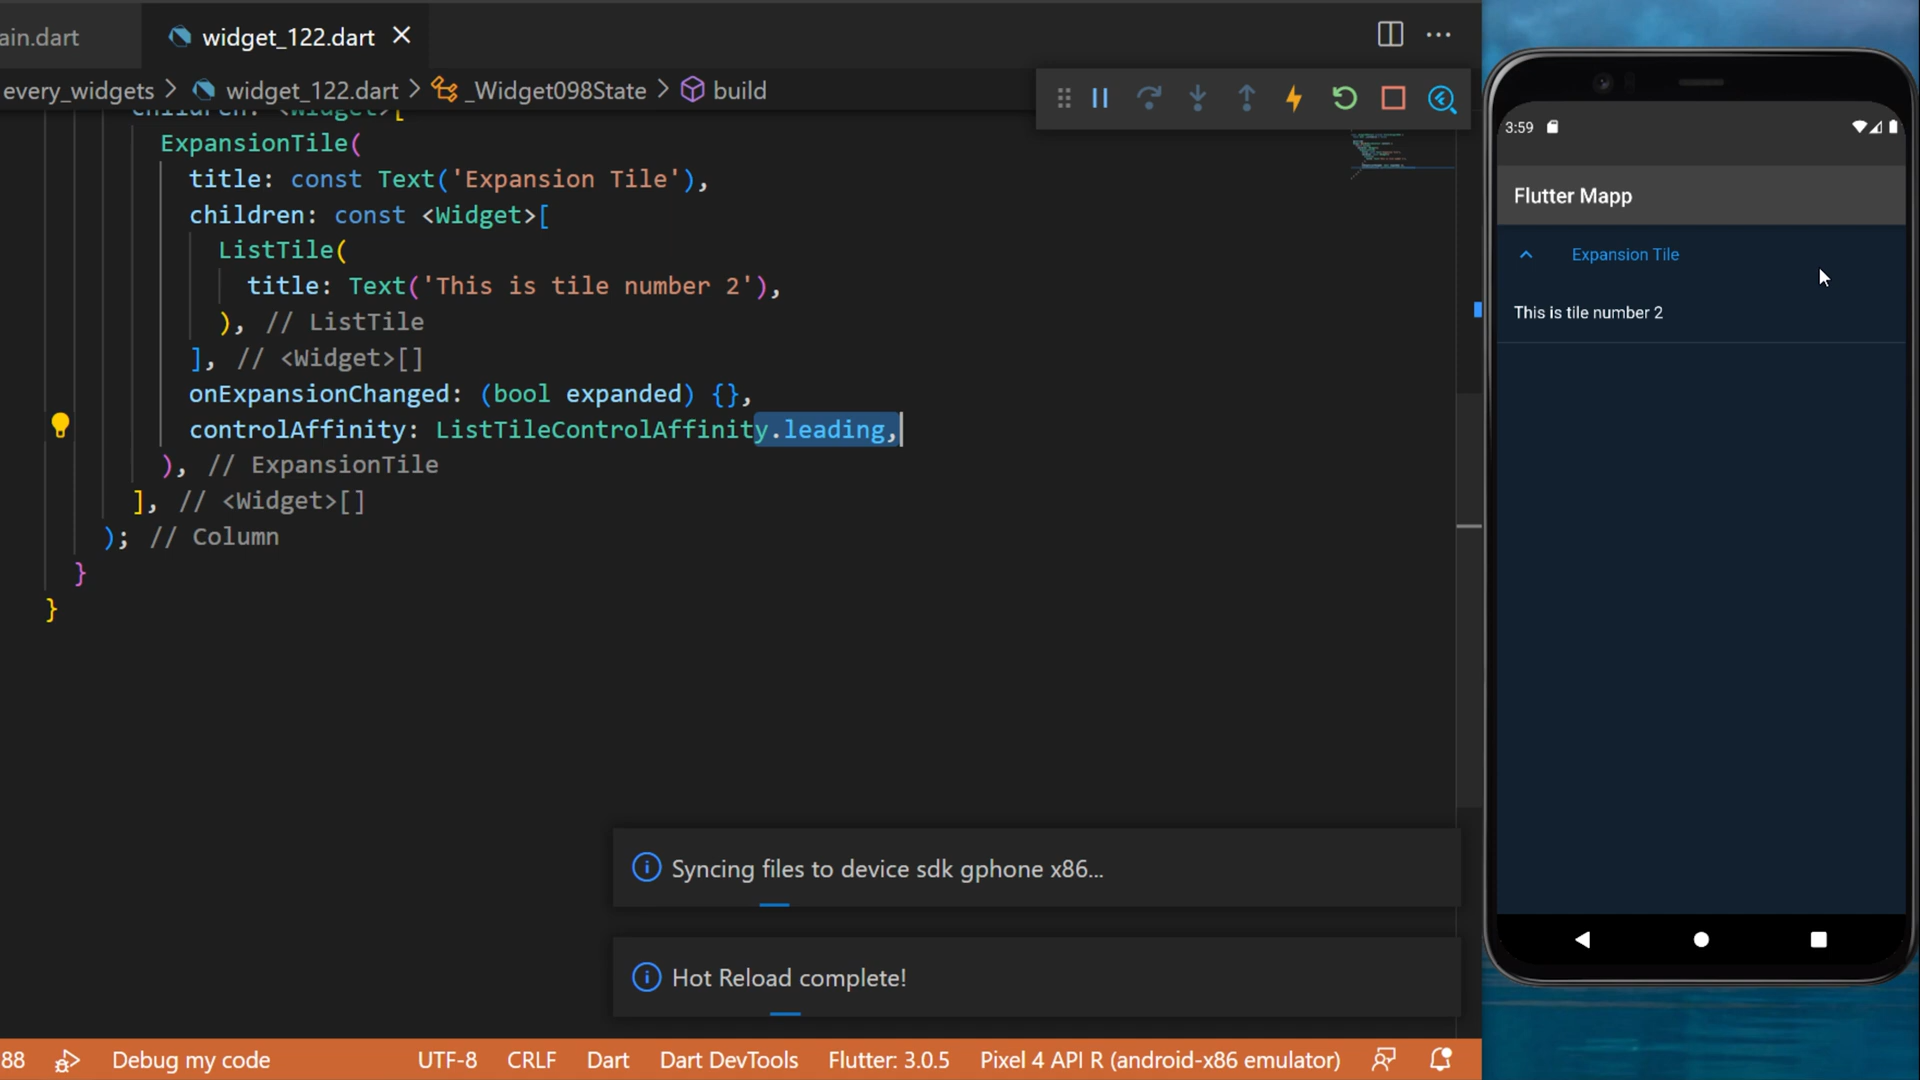 ain.dart
widget_122.dart
every_widgets > widget_122.dart > _Widget098State > build
children: <Widget>[
ExpansionTile(
title: const Text('Expansion Tile'),
children: const <Widget>[
ListTile(
title: Text('This is tile number 2'),
), // ListTile
], // <Widget>[]
onExpansionChanged: (bool expanded) {},
controlAffinity: ListTileControlAffinity.leading,
), // ExpansionTile
], // <Widget>[]
); // Column
}
}
Syncing files to device sdk gphone x86...
Hot Reload complete!
88 Debug my code UTF-8 CRLF Dart Dart DevTools Flutter: 3.0.5 Pixel 4 API R (android-x86 emulator)
3:59
Flutter Mapp
Expansion Tile
This is tile number 2